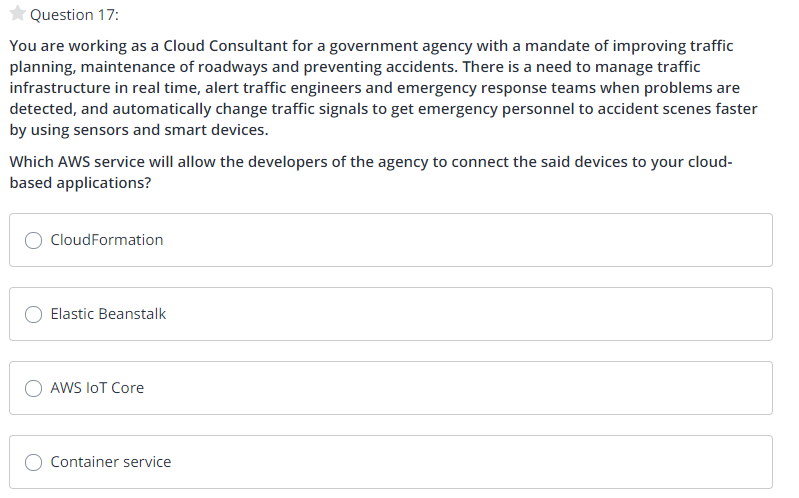 Question 17:
You are working as a Cloud Consultant for a government agency with a mandate of improving traffic
planning, maintenance of roadways and preventing accidents. There is a need to manage traffic
infrastructure in real time, alert traffic engineers and emergency response teams when problems are
detected, and automatically change traffic signals to get emergency personnel to accident scenes faster
by using sensors and smart devices.
Which AWS service will allow the developers of the agency to connect the said devices to your cloud-
based applications?
CloudFormation
Elastic Beanstalk
AWS IoT Core
Container service